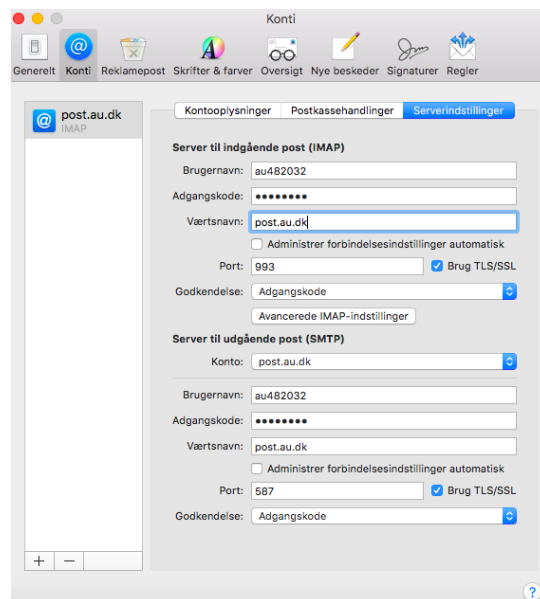 Konti
Generelt Konti Reklamepost Skrifter & farver Oversigt Nye beskeder Signaturer Regler
post.au.dk
IMAP
Kontooplysninger Postkassehandlinger Serverindstillinger
Server til indgående post (IMAP)
Brugernavn: au482032
Adgangskode: ••••••••
Værtsnavn: post.au.dk
Administrer forbindelsesindstillinger automatisk
Port: 993 Brug TLS/SSL
Godkendelse: Adgangskode
Avancerede IMAP-indstillinger
Server til udgående post (SMTP)
Konto: post.au.dk
Brugernavn: au482032
Adgangskode: ••••••••
Værtsnavn: post.au.dk
Administrer forbindelsesindstillinger automatisk
Port: 587 Brug TLS/SSL
Godkendelse: Adgangskode
+ −
?